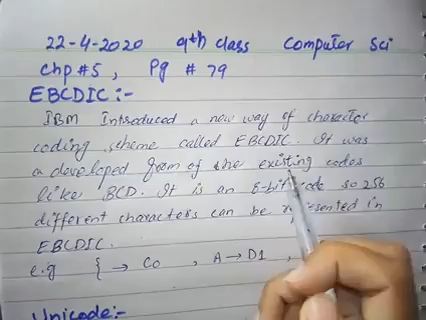 22-4-2020 9th class Computer Sci
Chp #5, Pg # 79
EBCDIC:-
IBM Introduced a new way of character
coding scheme called EBCDIC. It was
a developed form of the existing codes
like BCD. It is an 8-bit code so 256
different characters can be represented in
EBCDIC.
e.g { → C0 , A → D1 ,
Unicode:-